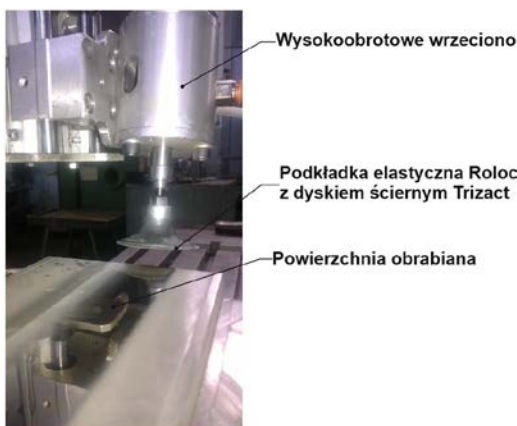 Wysokoobrotowe wrzeciono
Podkładka elastyczna Roloc
z dyskiem ściernym Trizact
Powierzchnia obrabiana